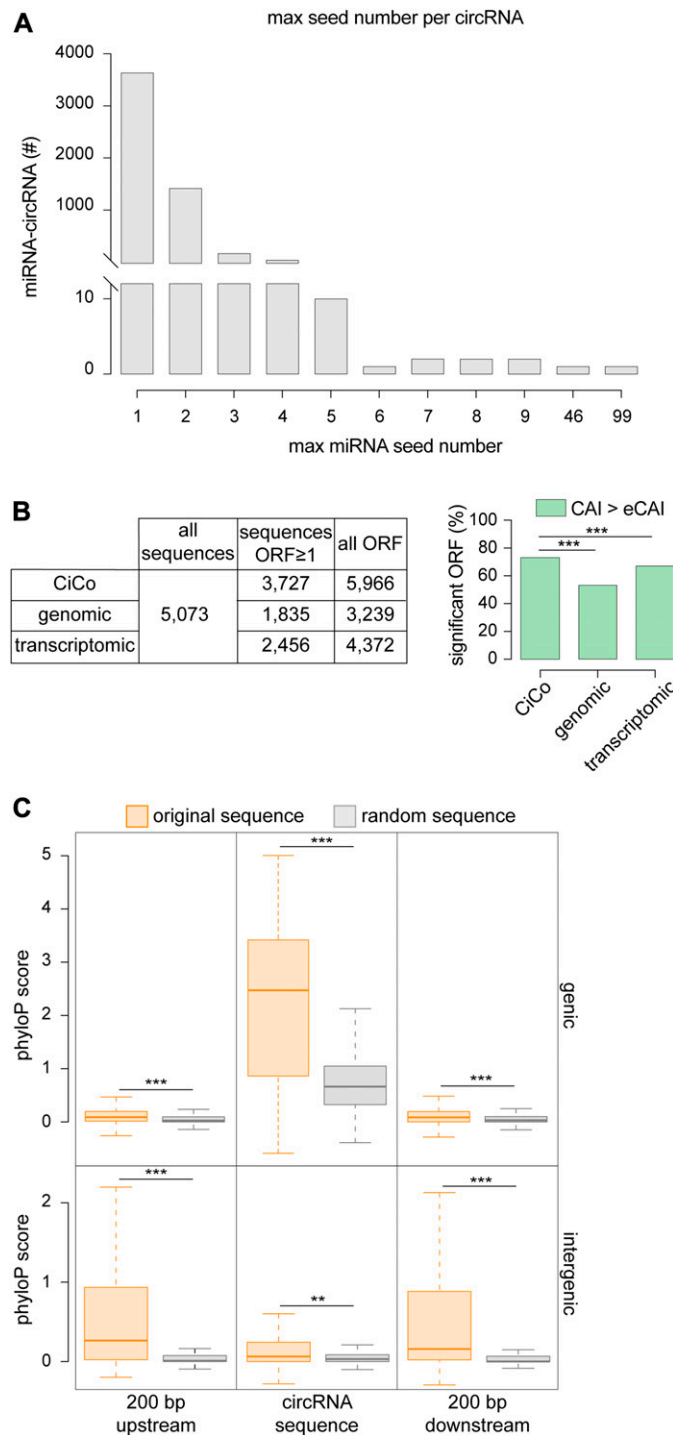 A
max seed number per circRNA
miRNA-circRNA (#)
4000
3000
2000
1000
10
0
1 2 3 4 5 6 7 8 9 46 99
max miRNA seed number
B
all sequences | sequences ORF≥1 | all ORF
CiCo | 5,073 | 3,727 | 5,966
genomic | 1,835 | 3,239
transcriptomic | 2,456 | 4,372
CAI > eCAI
significant ORF (%)
100
80
60
40
20
0
***
***
CiCo
genomic
transcriptomic
C
original sequence random sequence
phyloP score
5
4
3
2
1
0
***
***
***
genic
phyloP score
2
1
0
***
**
***
intergenic
200 bp upstream
circRNA sequence
200 bp downstream